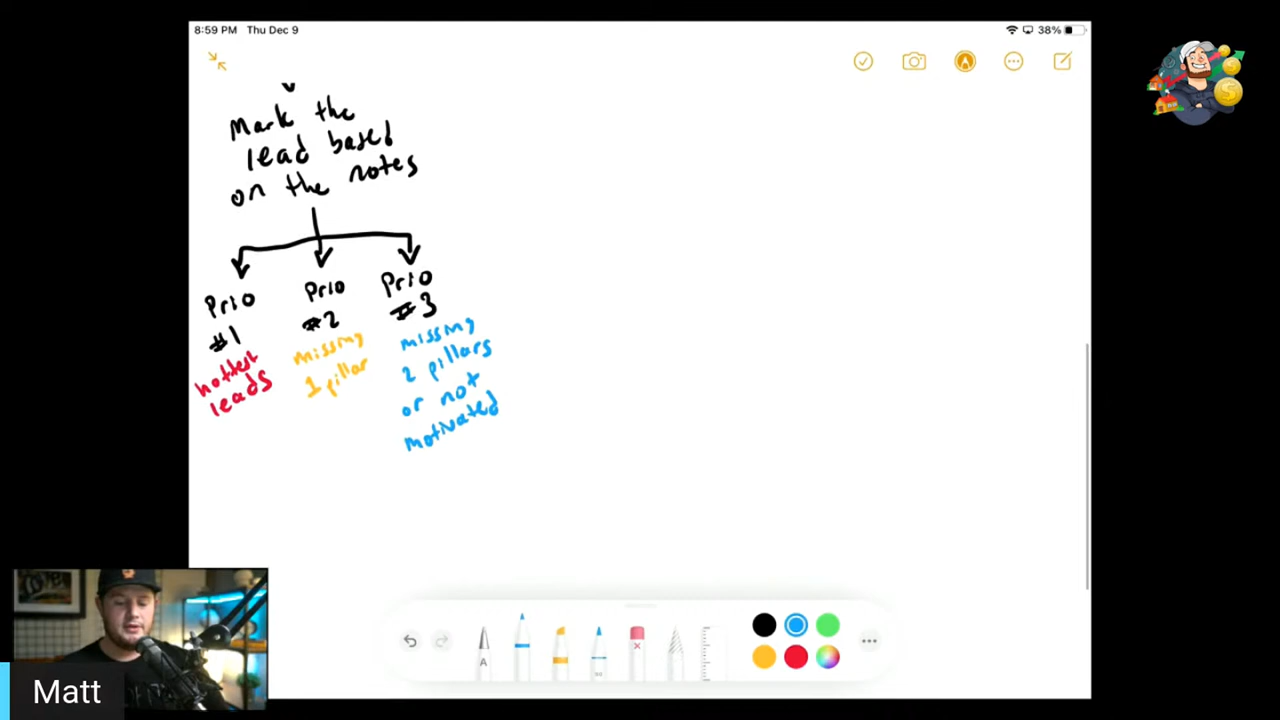 8:59 PM Thu Dec 9
38%
Mark the
lead based
on the notes
Prio
#1
hottest
leads
Prio
#2
missing
1 pillar
Prio
#3
missing
2 pillars
or not
motivated
A
Matt